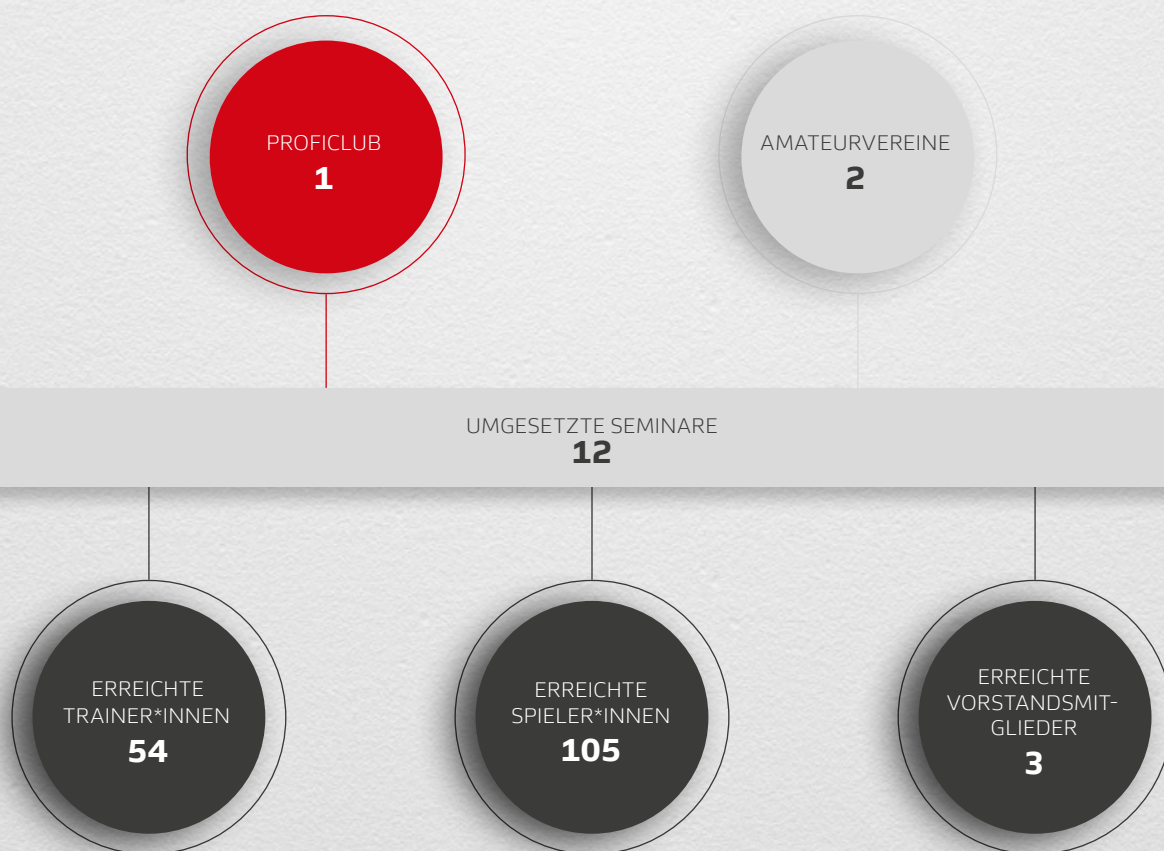 PROFICLUB
1
AMATEURVEREINE
2
UMGESETZTE SEMINARE
12
ERREICHTE
TRAINER*INNEN
54
ERREICHTE
SPIELER*INNEN
105
ERREICHTE
VORSTANDSMIT-
GLIEDER
3